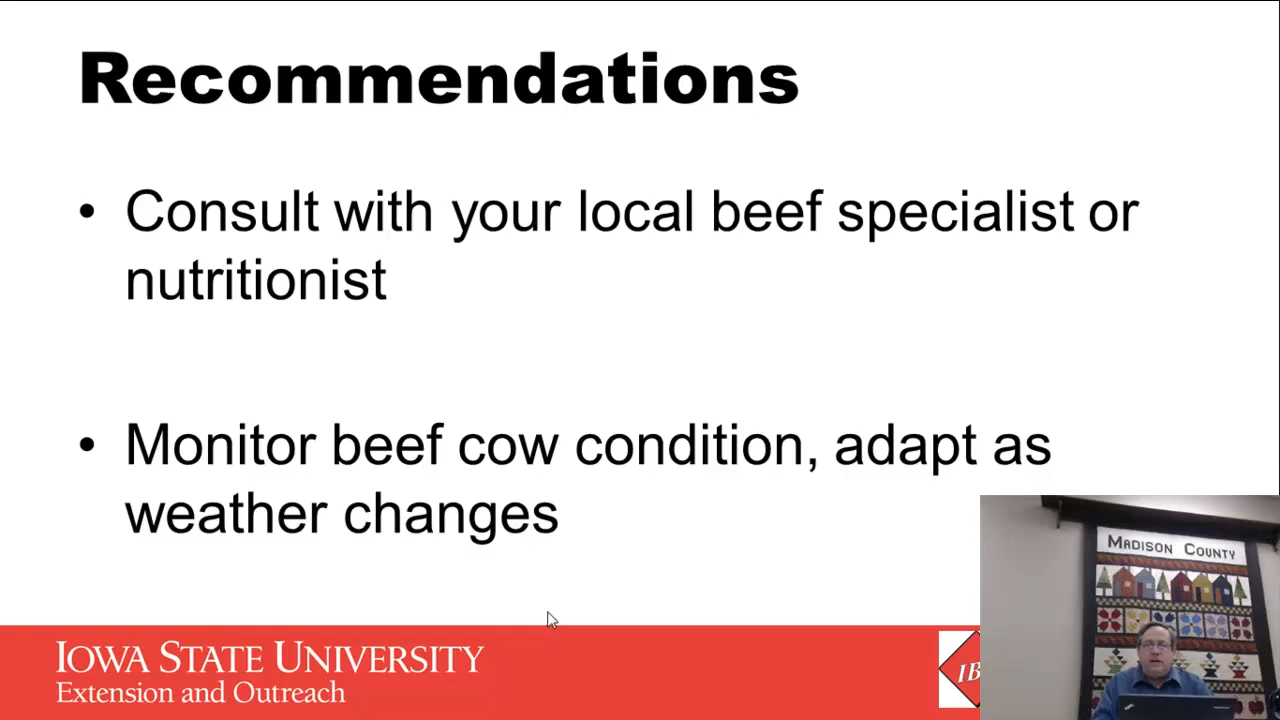 Recommendations
• Consult with your local beef specialist or
nutritionist
• Monitor beef cow condition, adapt as
weather changes
MADISON COUNTY
IOWA STATE UNIVERSITY
Extension and Outreach